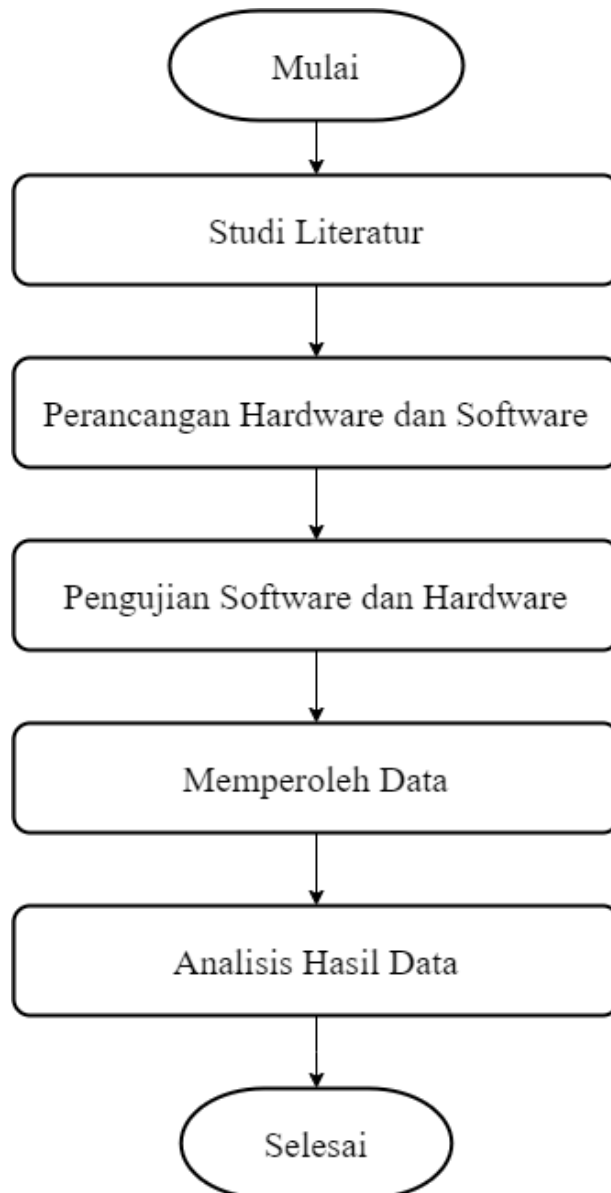 Mulai
Studi Literatur
Perancangan Hardware dan Software
Pengujian Software dan Hardware
Memperoleh Data
Analisis Hasil Data
Selesai